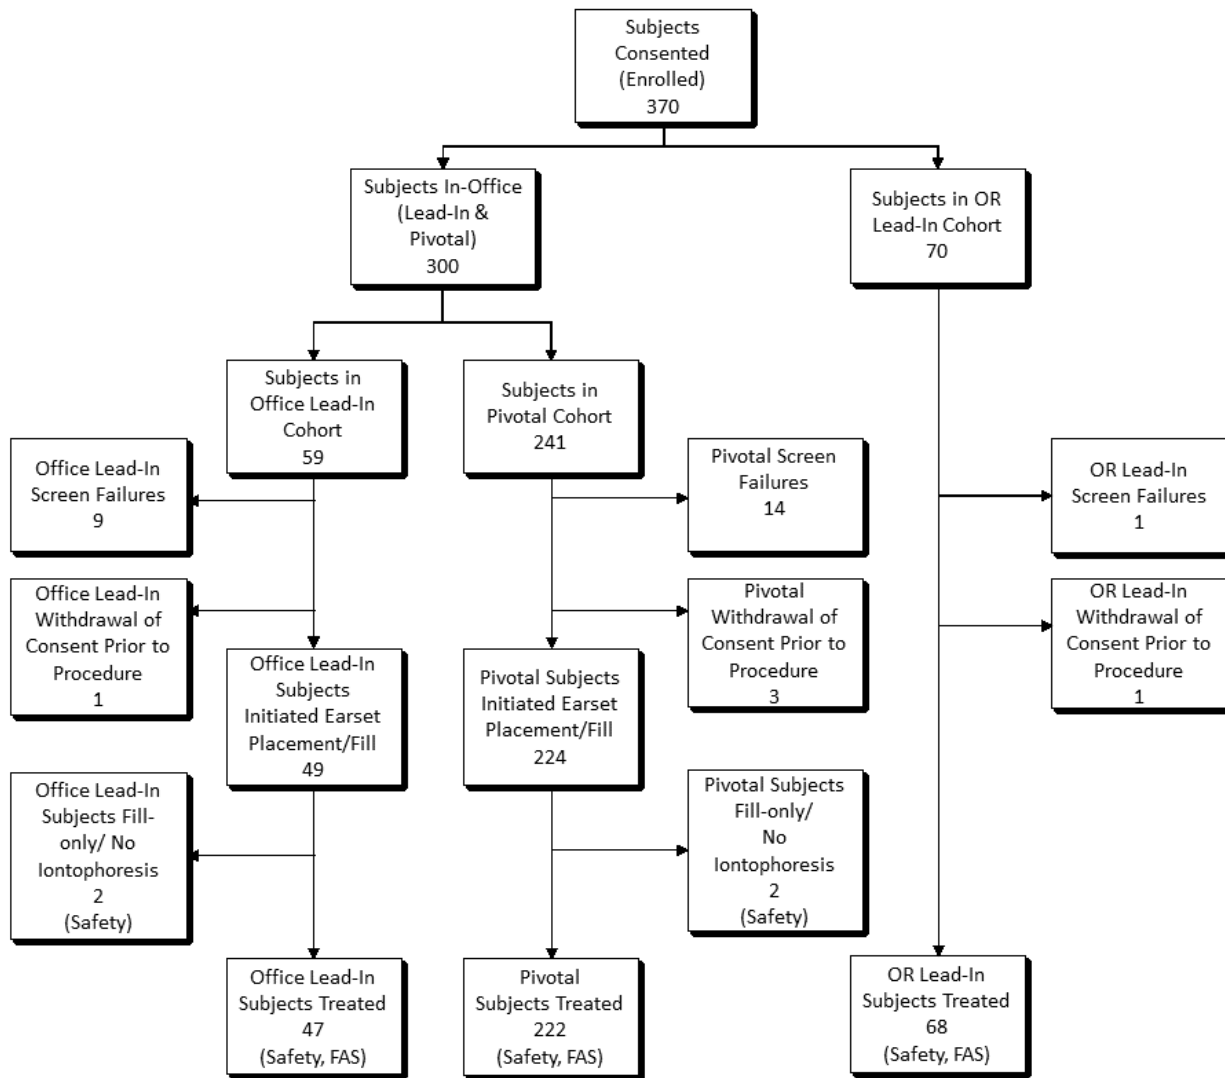 Subjects
Consented
(Enrolled)
370
Subjects In-Office
(Lead-In &
Pivotal)
300
Subjects in OR
Lead-In Cohort
70
Subjects in
Office Lead-In
Cohort
59
Subjects in
Pivotal Cohort
241
Office Lead-In
Screen Failures
9
Pivotal Screen
Failures
14
OR Lead-In
Screen Failures
1
Office Lead-In
Withdrawal of
Consent Prior to
Procedure
1
Pivotal
Withdrawal of
Consent Prior to
Procedure
3
OR Lead-In
Withdrawal of
Consent Prior to
Procedure
1
Office Lead-In
Subjects
Initiated Earset
Placement/Fill
49
Pivotal Subjects
Initiated Earset
Placement/Fill
224
Office Lead-In
Subjects Fill-
only/ No
Iontophoresis
2
(Safety)
Pivotal Subjects
Fill-only/
No
Iontophoresis
2
(Safety)
Office Lead-In
Subjects Treated
47
(Safety, FAS)
Pivotal
Subjects Treated
222
(Safety, FAS)
OR Lead-In
Subjects Treated
68
(Safety, FAS)